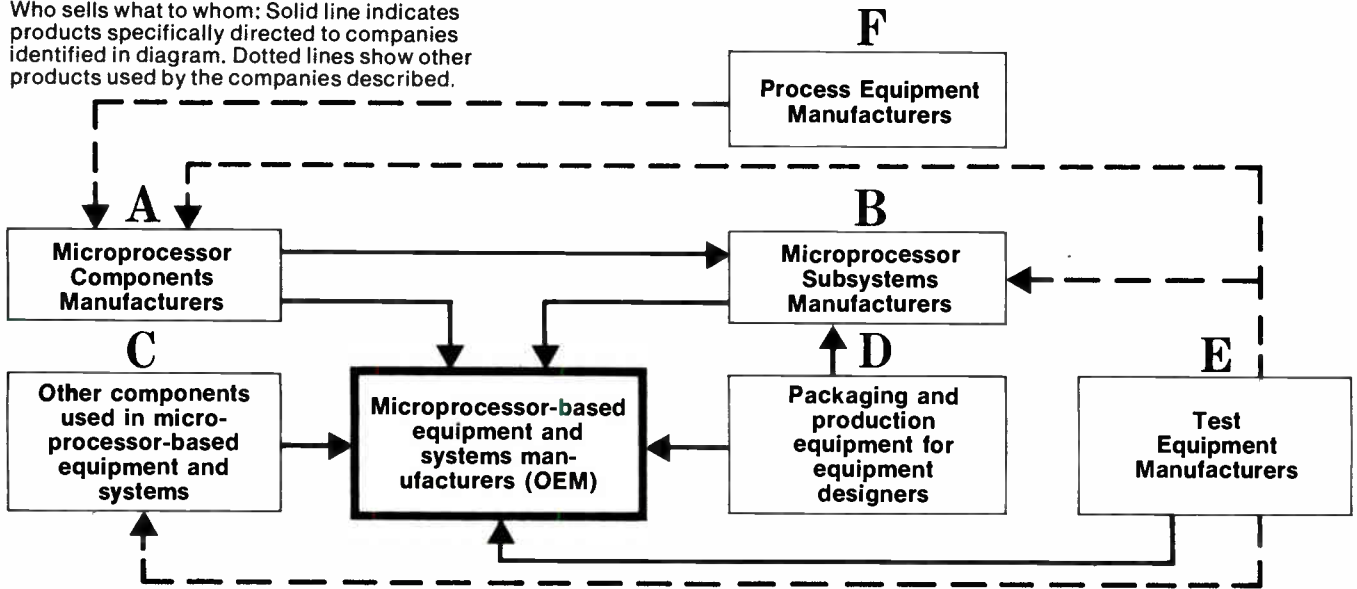 Who sells what to whom: Solid line indicates
products specifically directed to companies
identified in diagram. Dotted lines show other
products used by the companies described.
F
Process Equipment
Manufacturers
A
Microprocessor
Components
Manufacturers
B
Microprocessor
Subsystems
Manufacturers
C
Other components
used in micro-
processor-based
equipment and
systems
Microprocessor-based
equipment and
systems man-
ufacturers (OEM)
D
Packaging and
production
equipment for
equipment
designers
E
Test
Equipment
Manufacturers